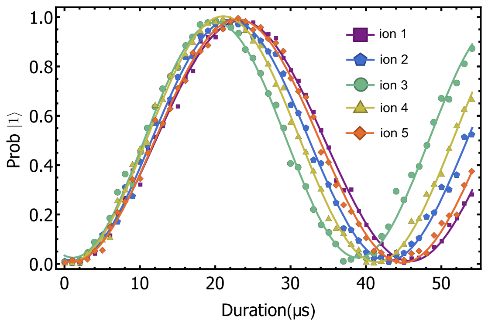 1.0
0.8
0.6
0.4
0.2
0.0
Prob |1⟩
ion 1
ion 2
ion 3
ion 4
ion 5
0 10 20 30 40 50
Duration(μs)